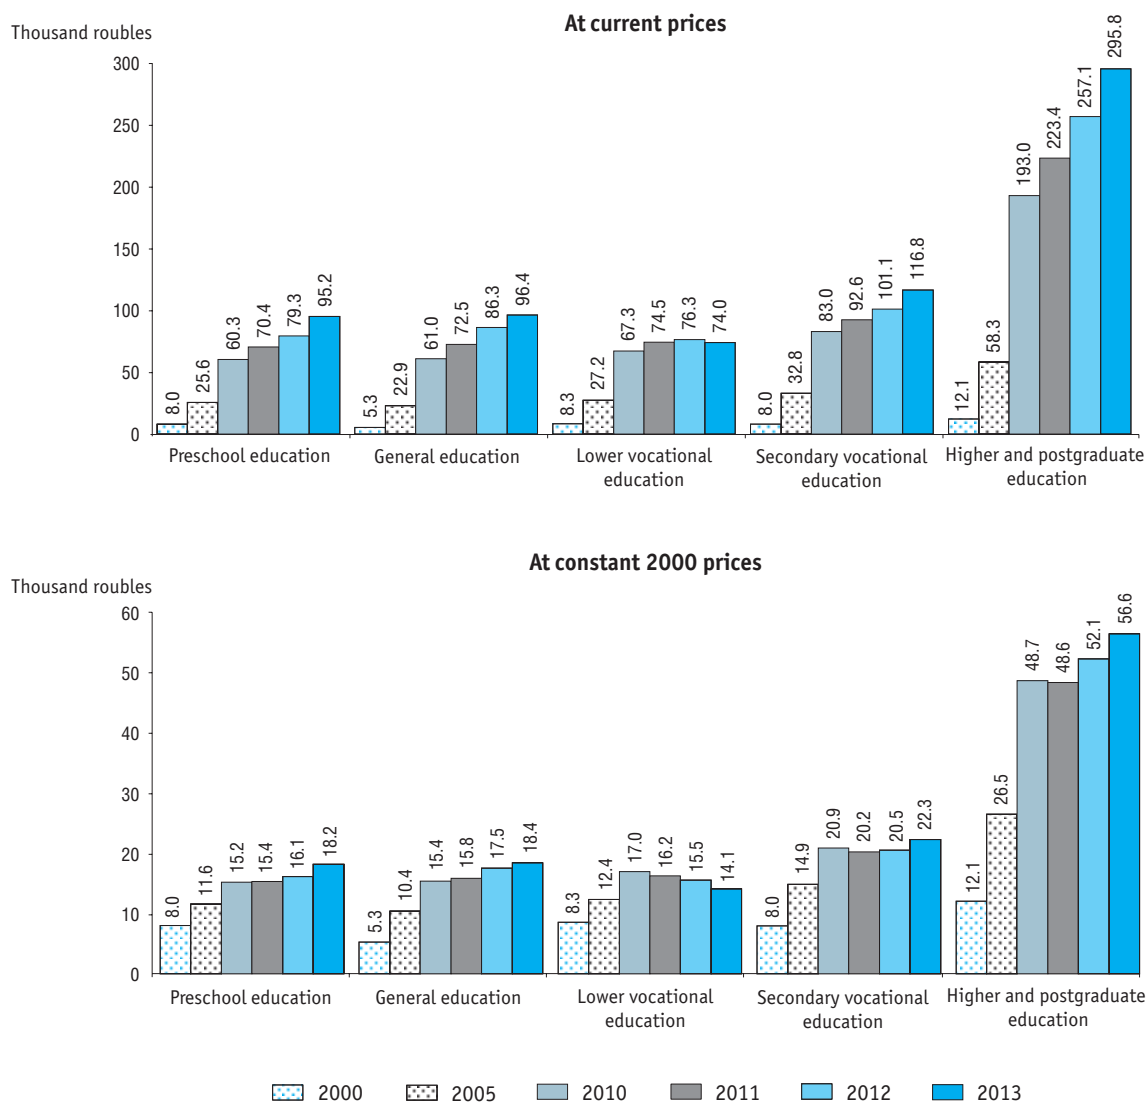 At current prices
Thousand roubles
300
250
200
150
100
50
0
8.0 25.6 60.3 70.4 79.3 95.2
5.3 22.9 61.0 72.5 86.3 96.4
8.3 27.2 67.3 74.5 76.3 74.0
8.0 32.8 83.0 92.6 101.1 116.8
12.1 58.3 193.0 223.4 257.1 295.8
Preschool education
General education
Lower vocational
education
Secondary vocational
education
Higher and postgraduate
education
At constant 2000 prices
Thousand roubles
60
50
40
30
20
10
0
8.0 11.6 15.2 15.4 16.1 18.2
5.3 10.4 15.4 15.8 17.5 18.4
8.3 12.4 17.0 16.2 15.5 14.1
8.0 14.9 20.9 20.2 20.5 22.3
12.1 26.5 48.7 48.6 52.1 56.6
Preschool education
General education
Lower vocational
education
Secondary vocational
education
Higher and postgraduate
education
2000 2005 2010 2011 2012 2013